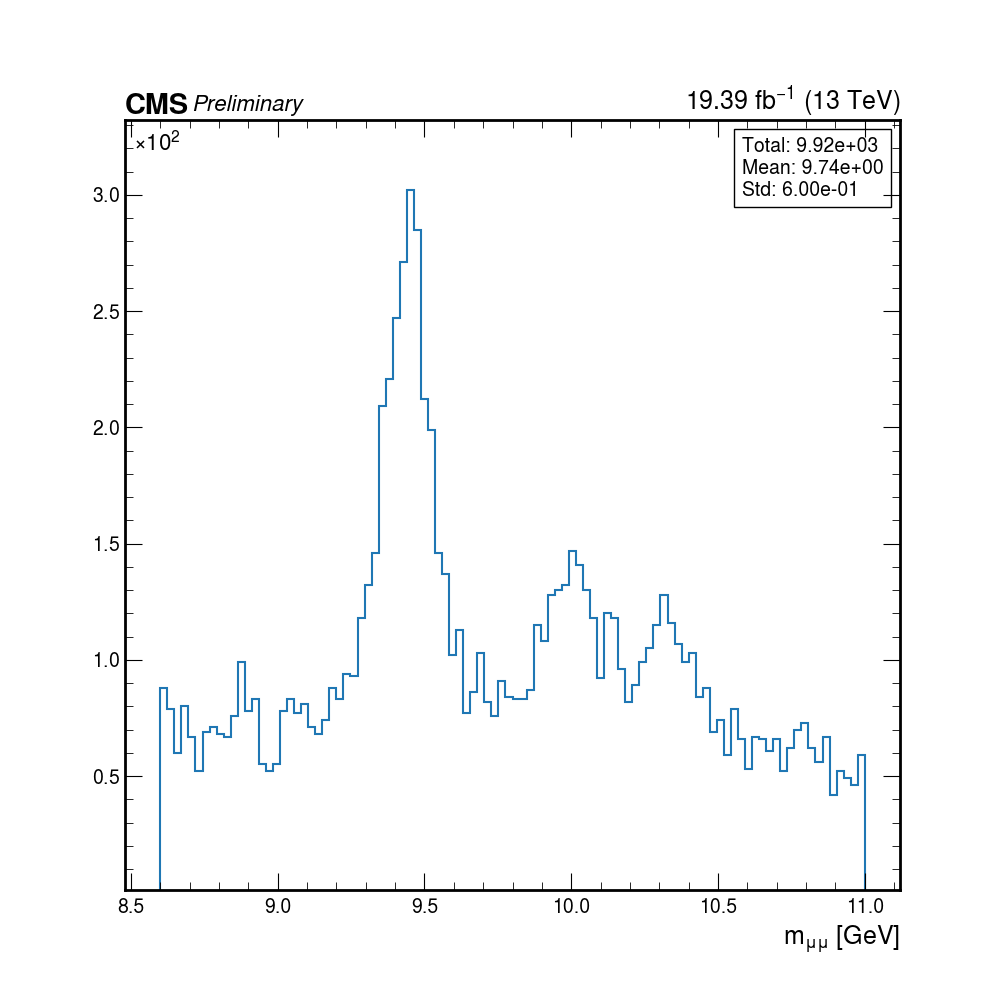 CMS Preliminary
19.39 fb⁻¹ (13 TeV)
×10²
Total: 9.92e+03
Mean: 9.74e+00
Std: 6.00e-01
3.0
2.5
2.0
1.5
1.0
0.5
8.5 9.0 9.5 10.0 10.5 11.0
m_μμ [GeV]